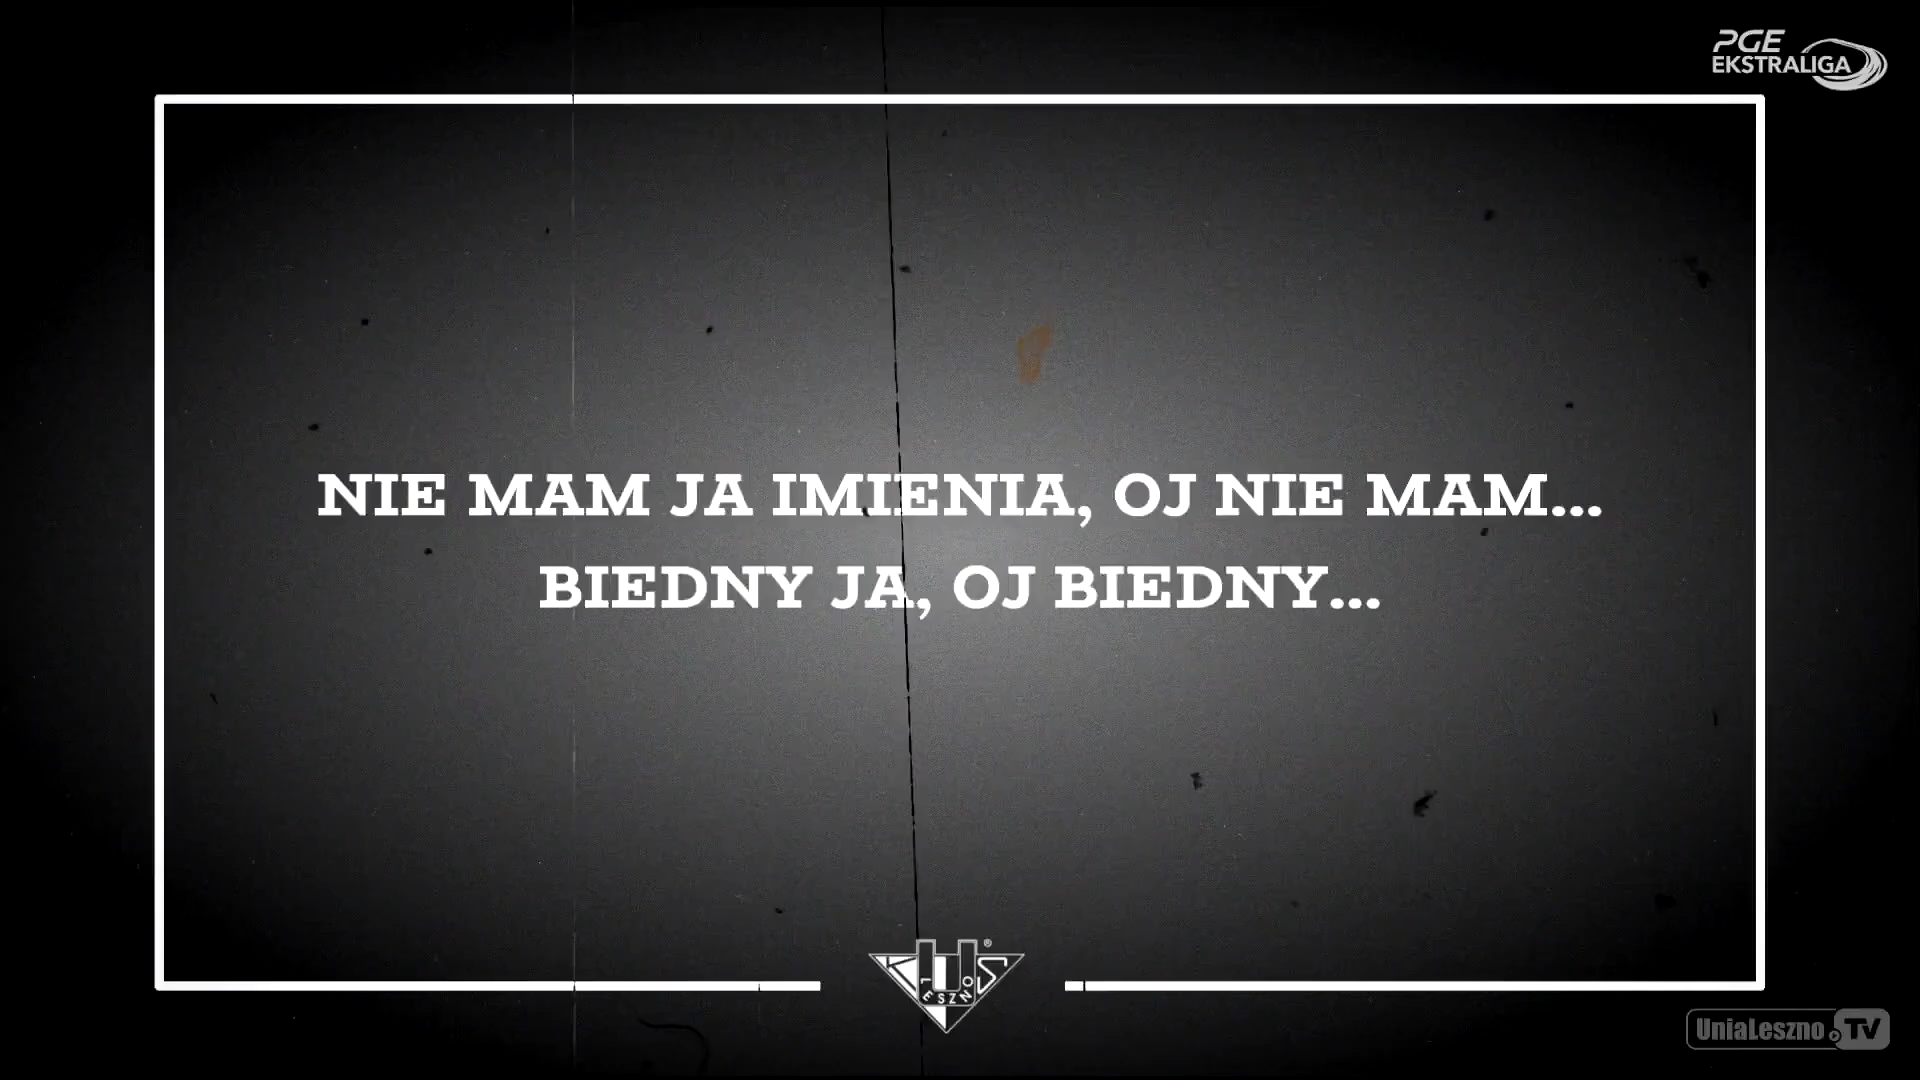 PGE
EKSTRALIGA
NIE MAM JA IMIENIA, OJ NIE MAM...
BIEDNY JA, OJ BIEDNY...
K U S ®
LESZNO
UniaLeszno.TV